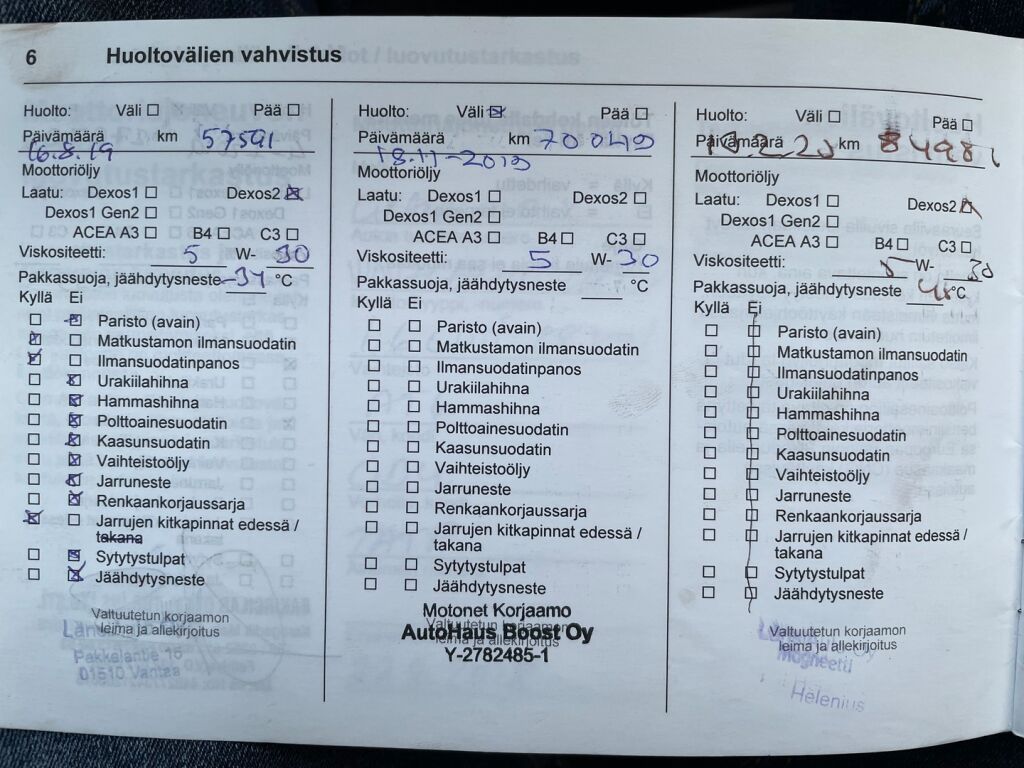 6 Huoltovälien vahvistus
Huolto: Väli Pää
Päivämäärä km 57591
16.8.19
Moottoriöljy
Laatu: Dexos1 Dexos2
Dexos1 Gen2
ACEA A3 B4 C3
Viskositeetti: 5 W- 30
Pakkassuoja, jäähdytysneste -34 °C
Kyllä Ei
Paristo (avain)
Matkustamon ilmansuodatin
Ilmansuodatinpanos
Urakiilahihna
Hammashihna
Polttoainesuodatin
Kaasunsuodatin
Vaihteistoöljy
Jarruneste
Renkaankorjaussarja
Jarrujen kitkapinnat edessä /
takana
Sytytystulpat
Jäähdytysneste
Valtuutetun korjaamon
leima ja allekirjoitus
Pakkalantie 16
01510 Vantaa
Huolto: Väli Pää
Päivämäärä km 70049
18.11-2019
Moottoriöljy
Laatu: Dexos1 Dexos2
Dexos1 Gen2
ACEA A3 B4 C3
Viskositeetti: 5 W- 30
Pakkassuoja, jäähdytysneste °C
Kyllä Ei
Paristo (avain)
Matkustamon ilmansuodatin
Ilmansuodatinpanos
Urakiilahihna
Hammashihna
Polttoainesuodatin
Kaasunsuodatin
Vaihteistoöljy
Jarruneste
Renkaankorjaussarja
Jarrujen kitkapinnat edessä /
takana
Sytytystulpat
Jäähdytysneste
Motonet Korjaamo
Valtuutetun korjaamon
AutoHaus Boost Oy
leima ja allekirjoitus
Y-2782485-1
Huolto: Väli Pää
Päivämäärä km
Moottoriöljy
Laatu: Dexos1 Dexos2
Dexos1 Gen2
ACEA A3 B4 C3
Viskositeetti: 5 W- 30
Pakkassuoja, jäähdytysneste °C
Kyllä Ei
Paristo (avain)
Matkustamon ilmansuodatin
Ilmansuodatinpanos
Urakiilahihna
Hammashihna
Polttoainesuodatin
Kaasunsuodatin
Vaihteistoöljy
Jarruneste
Renkaankorjaussarja
Jarrujen kitkapinnat edessä /
takana
Sytytystulpat
Jäähdytysneste
Valtuutetun korjaamon
leima ja allekirjoitus
Helenius